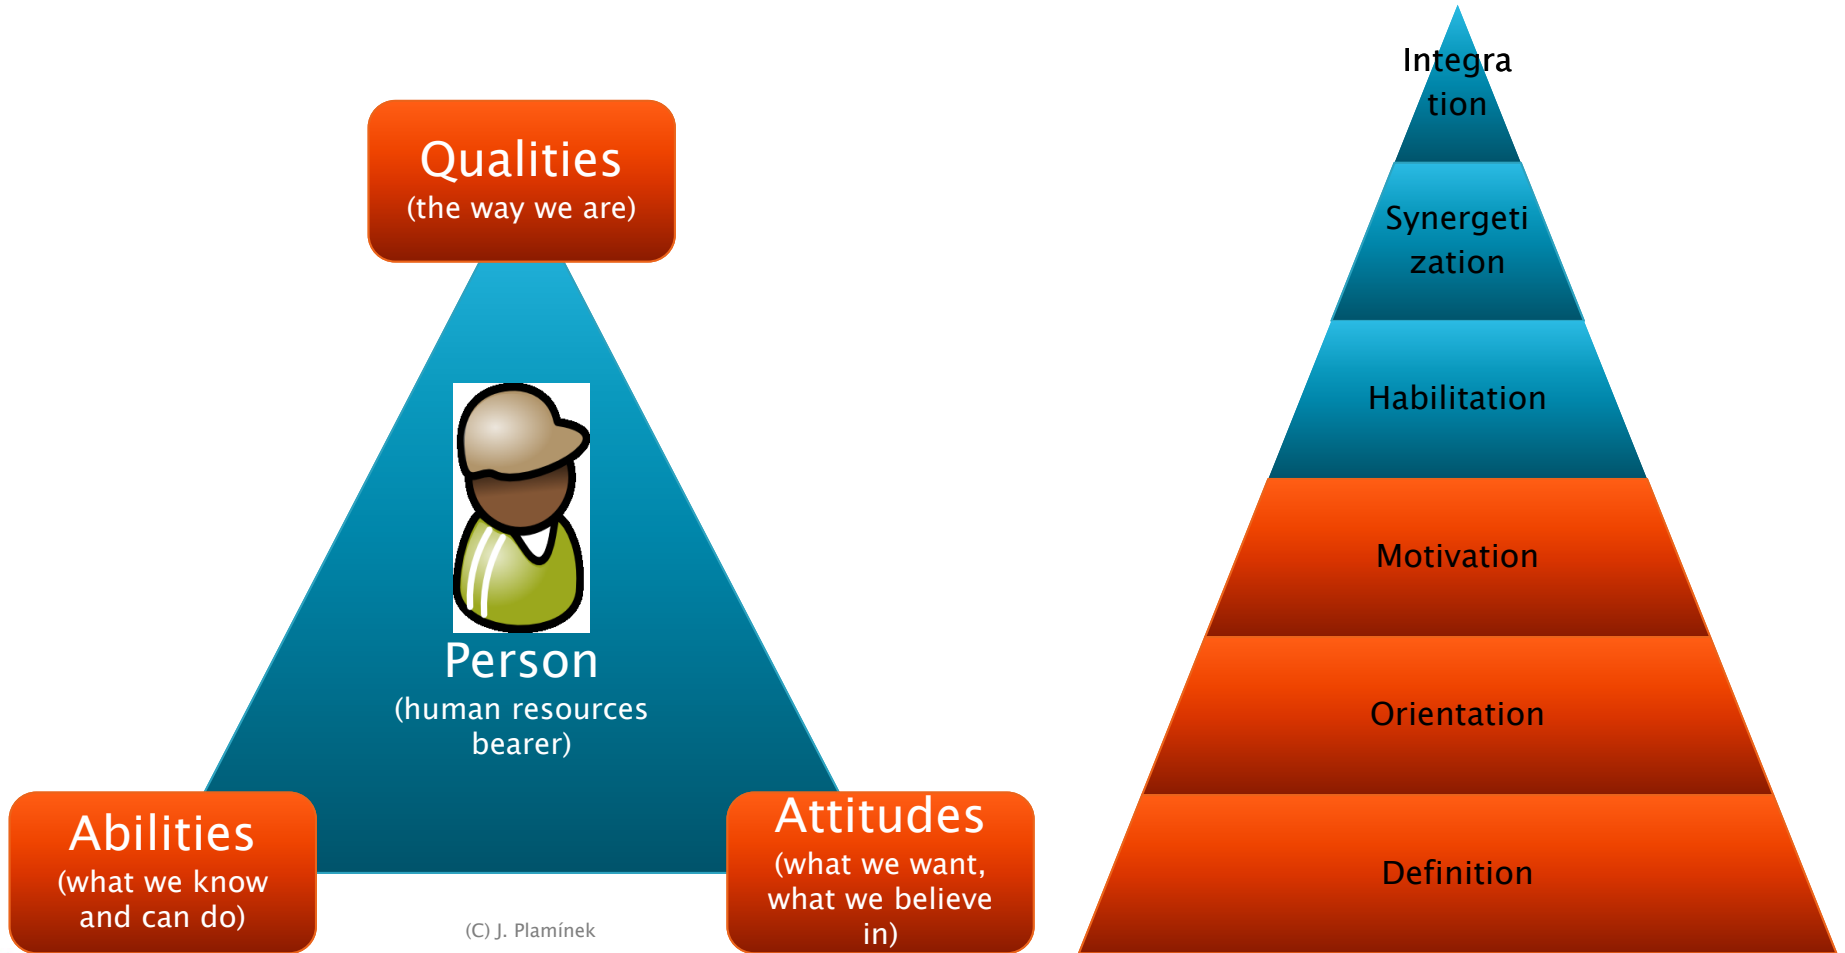 Qualities
(the way we are)
Person
(human resources
bearer)
Abilities
(what we know
and can do)
Attitudes
(what we want,
what we believe
in)
(C) J. Plamínek
Integra
tion
Synergeti
zation
Habilitation
Motivation
Orientation
Definition